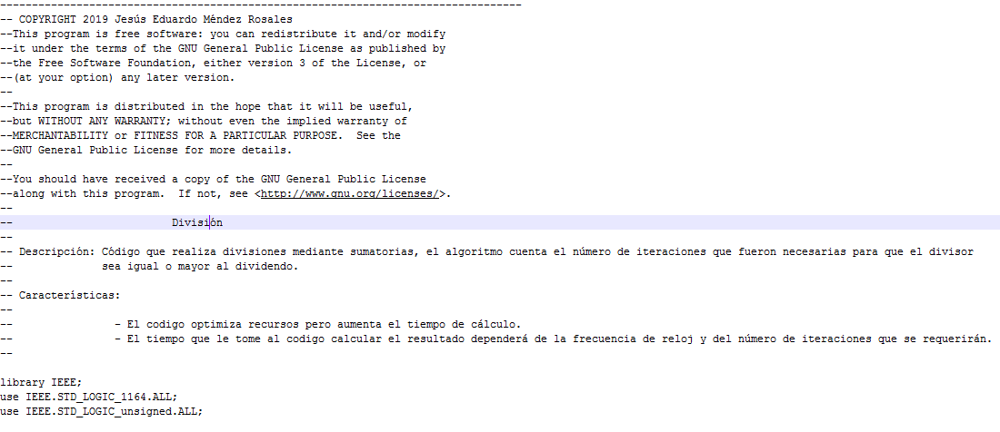 ----------------------------------------------------------------------------------
-- COPYRIGHT 2019 Jesús Eduardo Méndez Rosales
--This program is free software: you can redistribute it and/or modify
--it under the terms of the GNU General Public License as published by
--the Free Software Foundation, either version 3 of the License, or
--(at your option) any later version.
--
--This program is distributed in the hope that it will be useful,
--but WITHOUT ANY WARRANTY; without even the implied warranty of
--MERCHANTABILITY or FITNESS FOR A PARTICULAR PURPOSE.  See the
--GNU General Public License for more details.
--
--You should have received a copy of the GNU General Public License
--along with this program.  If not, see <http://www.gnu.org/licenses/>.
--
--                         División
--
-- Descripción: Código que realiza divisiones mediante sumatorias, el algoritmo cuenta el número de iteraciones que fueron necesarias para que el divisor
--              sea igual o mayor al dividendo.
--
-- Características:
--
--                - El codigo optimiza recursos pero aumenta el tiempo de cálculo.
--                - El tiempo que le tome al codigo calcular el resultado dependerá de la frecuencia de reloj y del número de iteraciones que se requerirán.
--
library IEEE;
use IEEE.STD_LOGIC_1164.ALL;
use IEEE.STD_LOGIC_unsigned.ALL;